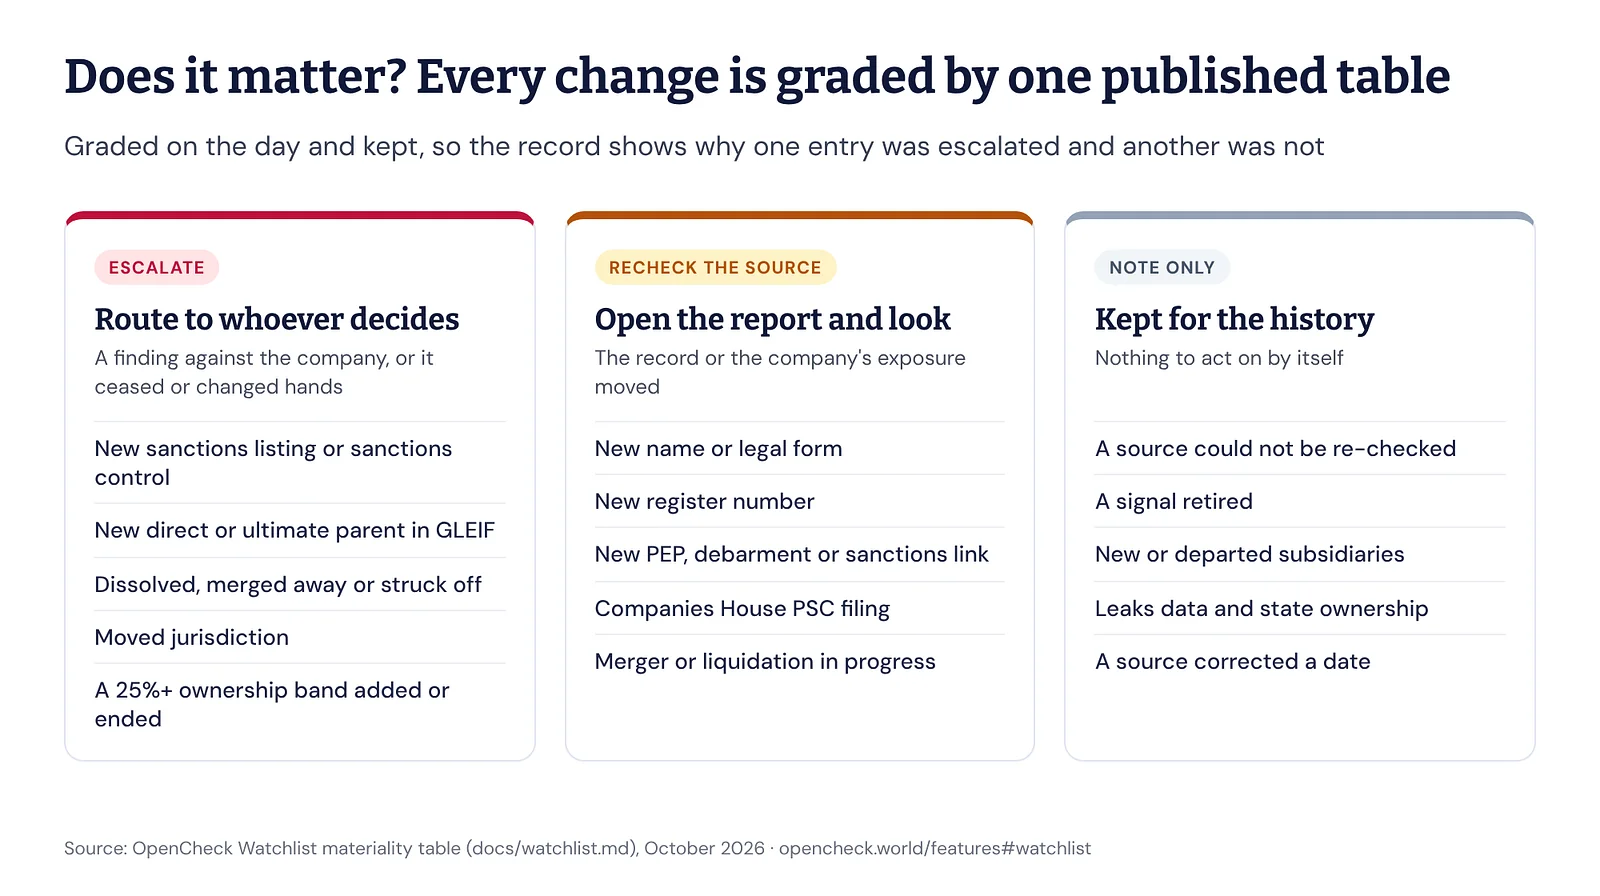 Does it matter? Every change is graded by one published table
Graded on the day and kept, so the record shows why one entry was escalated and another was not
ESCALATE
Route to whoever decides
A finding against the company, or it
ceased or changed hands
New sanctions listing or sanctions
control
New direct or ultimate parent in GLEIF
Dissolved, merged away or struck off
Moved jurisdiction
A 25%+ ownership band added or
ended
RECHECK THE SOURCE
Open the report and look
The record or the company's exposure
moved
New name or legal form
New register number
New PEP, debarment or sanctions link
Companies House PSC filing
Merger or liquidation in progress
NOTE ONLY
Kept for the history
Nothing to act on by itself
A source could not be re-checked
A signal retired
New or departed subsidiaries
Leaks data and state ownership
A source corrected a date
Source: OpenCheck Watchlist materiality table (docs/watchlist.md), October 2026 · opencheck.world/features#watchlist